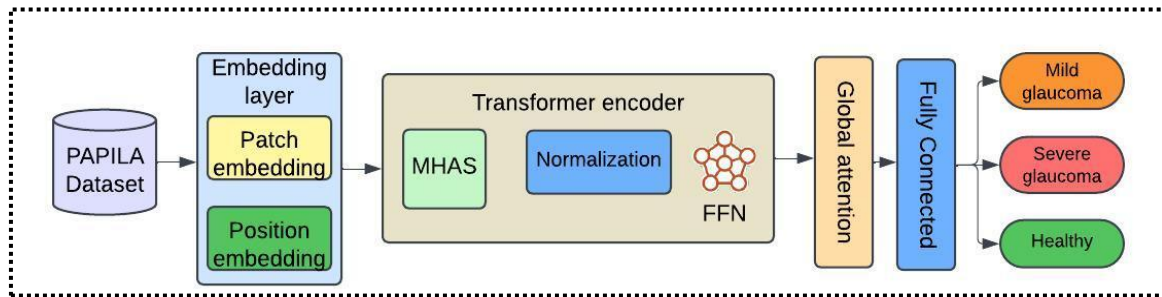 PAPILA
Dataset
Embedding
layer
Patch
embedding
Position
embedding
Transformer encoder
MHAS
Normalization
FFN
Global attention
Fully Connected
Mild
glaucoma
Severe
glaucoma
Healthy